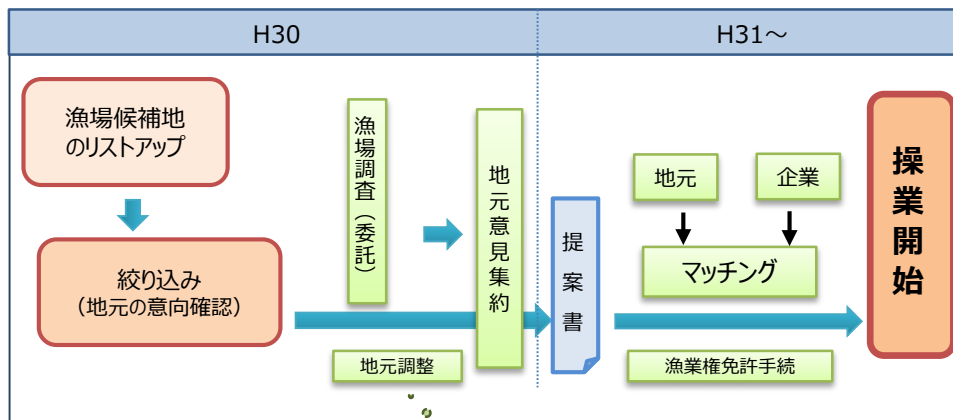 H30
H31～
漁場候補地
のリストアップ
絞り込み
（地元の意向確認）
漁場調査（委託）
地元調整
地元意見集約
提案書
地元
企業
マッチング
漁業権免許手続
操業開始